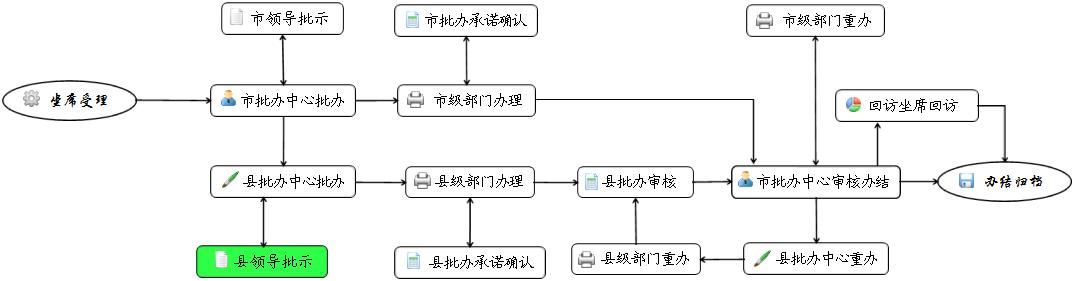 市领导批示
市批办承诺确认
市级部门重办
坐席受理
市批办中心批办
市级部门办理
回访坐席回访
县批办中心批办
县级部门办理
县批办审核
市批办中心审核办结
办结归档
县领导批示
县批办承诺确认
县级部门重办
县批办中心重办